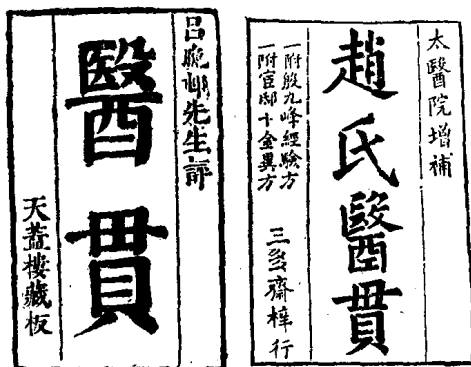 太醫院增補
趙氏醫貫
一附殷九峰經驗方
一附宦邸十金異方
三多齋梓行
呂晚邨先生評
醫貫
天蓋樓藏板